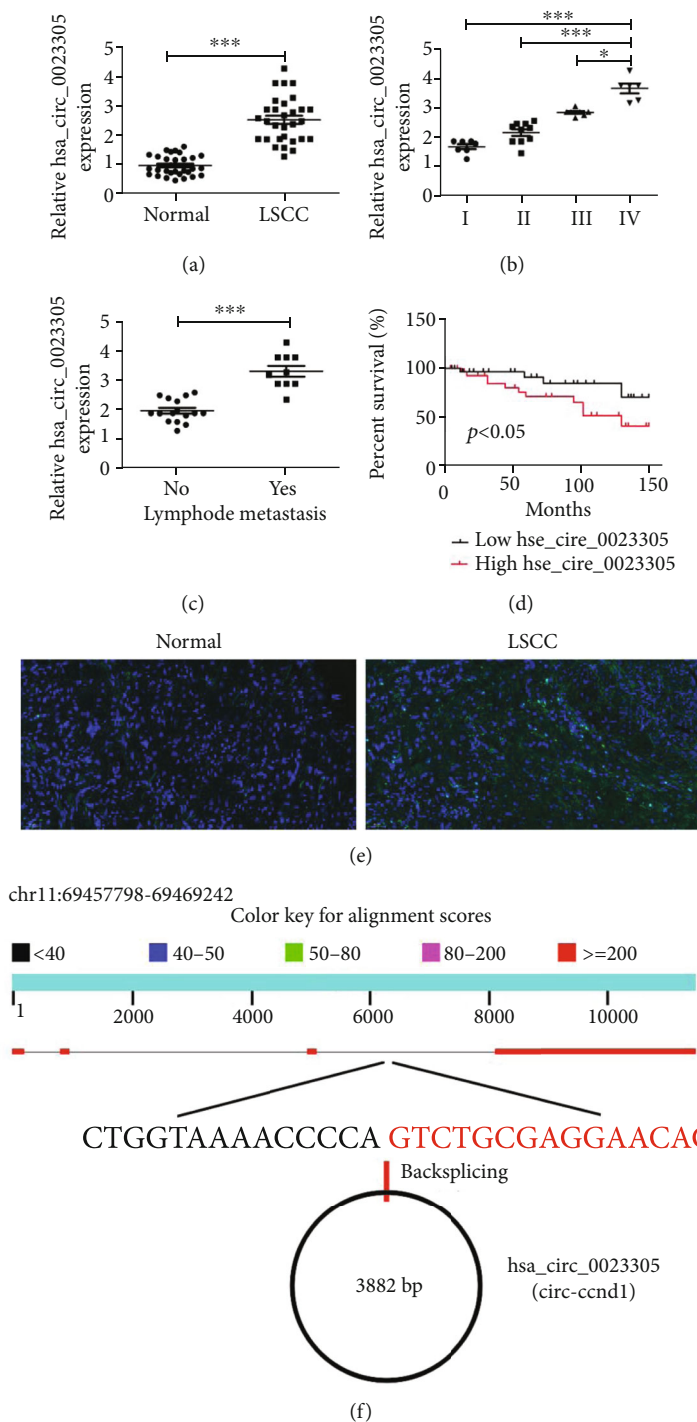 Relative hsa_circ_0023305
expression
5
4
3
2
1
0
***
Normal
LSCC
(a)
Relative hsa_circ_0023305
expression
5
4
3
2
1
0
***
***
*
I
II
III
IV
(b)
Relative hsa_circ_0023305
expression
5
4
3
2
1
0
***
No
Yes
Lymphode metastasis
(c)
Percent survival (%)
150
100
50
0
p<0.05
0
50
100
150
Months
Low hse_cire_0023305
High hse_cire_0023305
(d)
Normal
LSCC
(e)
chr11:69457798-69469242
Color key for alignment scores
<40
40–50
50–80
80–200
>=200
1
2000
4000
6000
8000
10000
CTGGTAAAACCCCA GTCTGCGAGGAACAG
Backsplicing
3882 bp
hsa_circ_0023305
(circ-ccnd1)
(f)